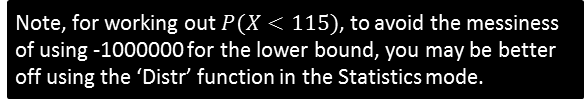 Note, for working out P(X < 115), to avoid the messiness
of using -1000000 for the lower bound, you may be better
off using the ‘Distr’ function in the Statistics mode.